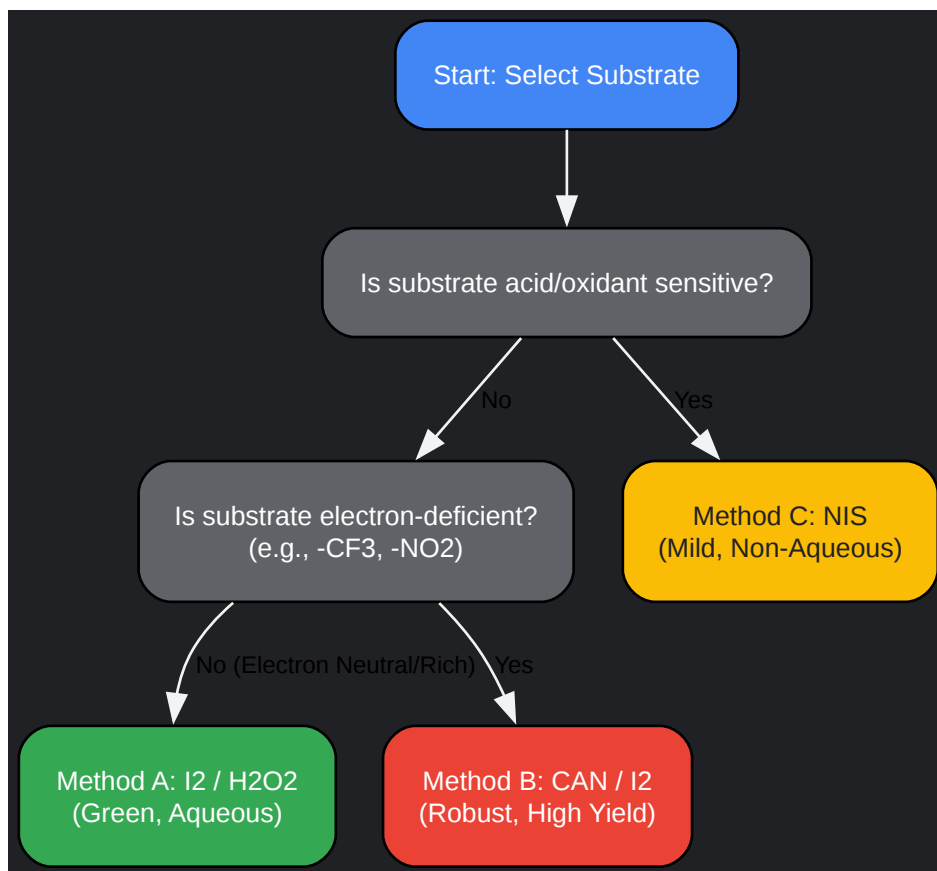 Start: Select Substrate
Is substrate acid/oxidant sensitive?
No
Yes
Is substrate electron-deficient?
(e.g., -CF3, -NO2)
Method C: NIS
(Mild, Non-Aqueous)
No (Electron Neutral/Rich)
Yes
Method A: I2 / H2O2
(Green, Aqueous)
Method B: CAN / I2
(Robust, High Yield)